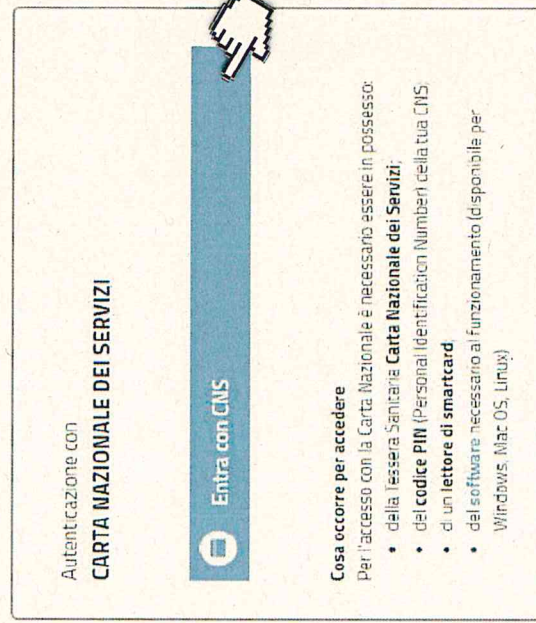 Autenticazione con
CARTA NAZIONALE DEI SERVIZI
Entra con CNS
Cosa occorre per accedere
Per l'accesso con la Carta Nazionale è necessario essere in possesso:
• della Tessera Sanitaria Carta Nazionale dei Servizi;
• del codice PIN (Personal Identification Number) della tua CNS;
• di un lettore di smartcard;
• del software necessario al funzionamento (disponibile per
Windows, Mac OS, Linux)